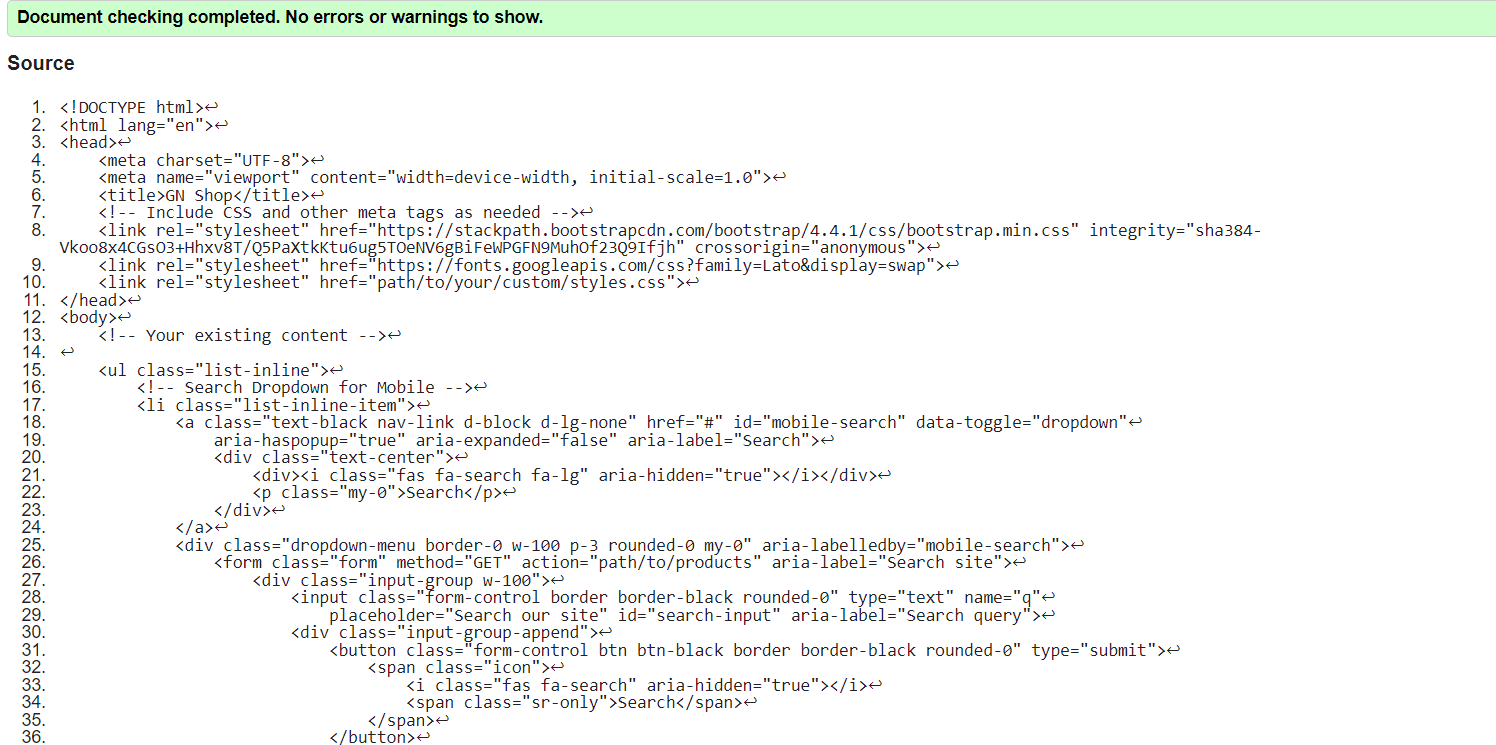 Document checking completed. No errors or warnings to show.
Source
1. <!DOCTYPE html>↩
2. <html lang="en">↩
3. <head>↩
4.     <meta charset="UTF-8">↩
5.     <meta name="viewport" content="width=device-width, initial-scale=1.0">↩
6.     <title>GN Shop</title>↩
7.     <!-- Include CSS and other meta tags as needed -->↩
8.     <link rel="stylesheet" href="https://stackpath.bootstrapcdn.com/bootstrap/4.4.1/css/bootstrap.min.css" integrity="sha384-
Vkoo8x4CGsO3+Hhxv8T/Q5PaXtkKtu6ug5TOeNV6gBiFeWPGFN9MuhOf23Q9Ifjh" crossorigin="anonymous">↩
9.     <link rel="stylesheet" href="https://fonts.googleapis.com/css?family=Lato&display=swap">↩
10.     <link rel="stylesheet" href="path/to/your/custom/styles.css">↩
11. </head>↩
12. <body>↩
13.     <!-- Your existing content -->↩
14. ↩
15.     <ul class="list-inline">↩
16.         <!-- Search Dropdown for Mobile -->↩
17.         <li class="list-inline-item">↩
18.             <a class="text-black nav-link d-block d-lg-none" href="#" id="mobile-search" data-toggle="dropdown"↩
19.                 aria-haspopup="true" aria-expanded="false" aria-label="Search">↩
20.                 <div class="text-center">↩
21.                     <div><i class="fas fa-search fa-lg" aria-hidden="true"></i></div>↩
22.                     <p class="my-0">Search</p>↩
23.                 </div>↩
24.             </a>↩
25.             <div class="dropdown-menu border-0 w-100 p-3 rounded-0 my-0" aria-labelledby="mobile-search">↩
26.                 <form class="form" method="GET" action="path/to/products" aria-label="Search site">↩
27.                     <div class="input-group w-100">↩
28.                         <input class="form-control border border-black rounded-0" type="text" name="q"↩
29.                             placeholder="Search our site" id="search-input" aria-label="Search query">↩
30.                         <div class="input-group-append">↩
31.                             <button class="form-control btn btn-black border border-black rounded-0" type="submit">↩
32.                                 <span class="icon">↩
33.                                     <i class="fas fa-search" aria-hidden="true"></i>↩
34.                                     <span class="sr-only">Search</span>↩
35.                                 </span>↩
36.                             </button>↩